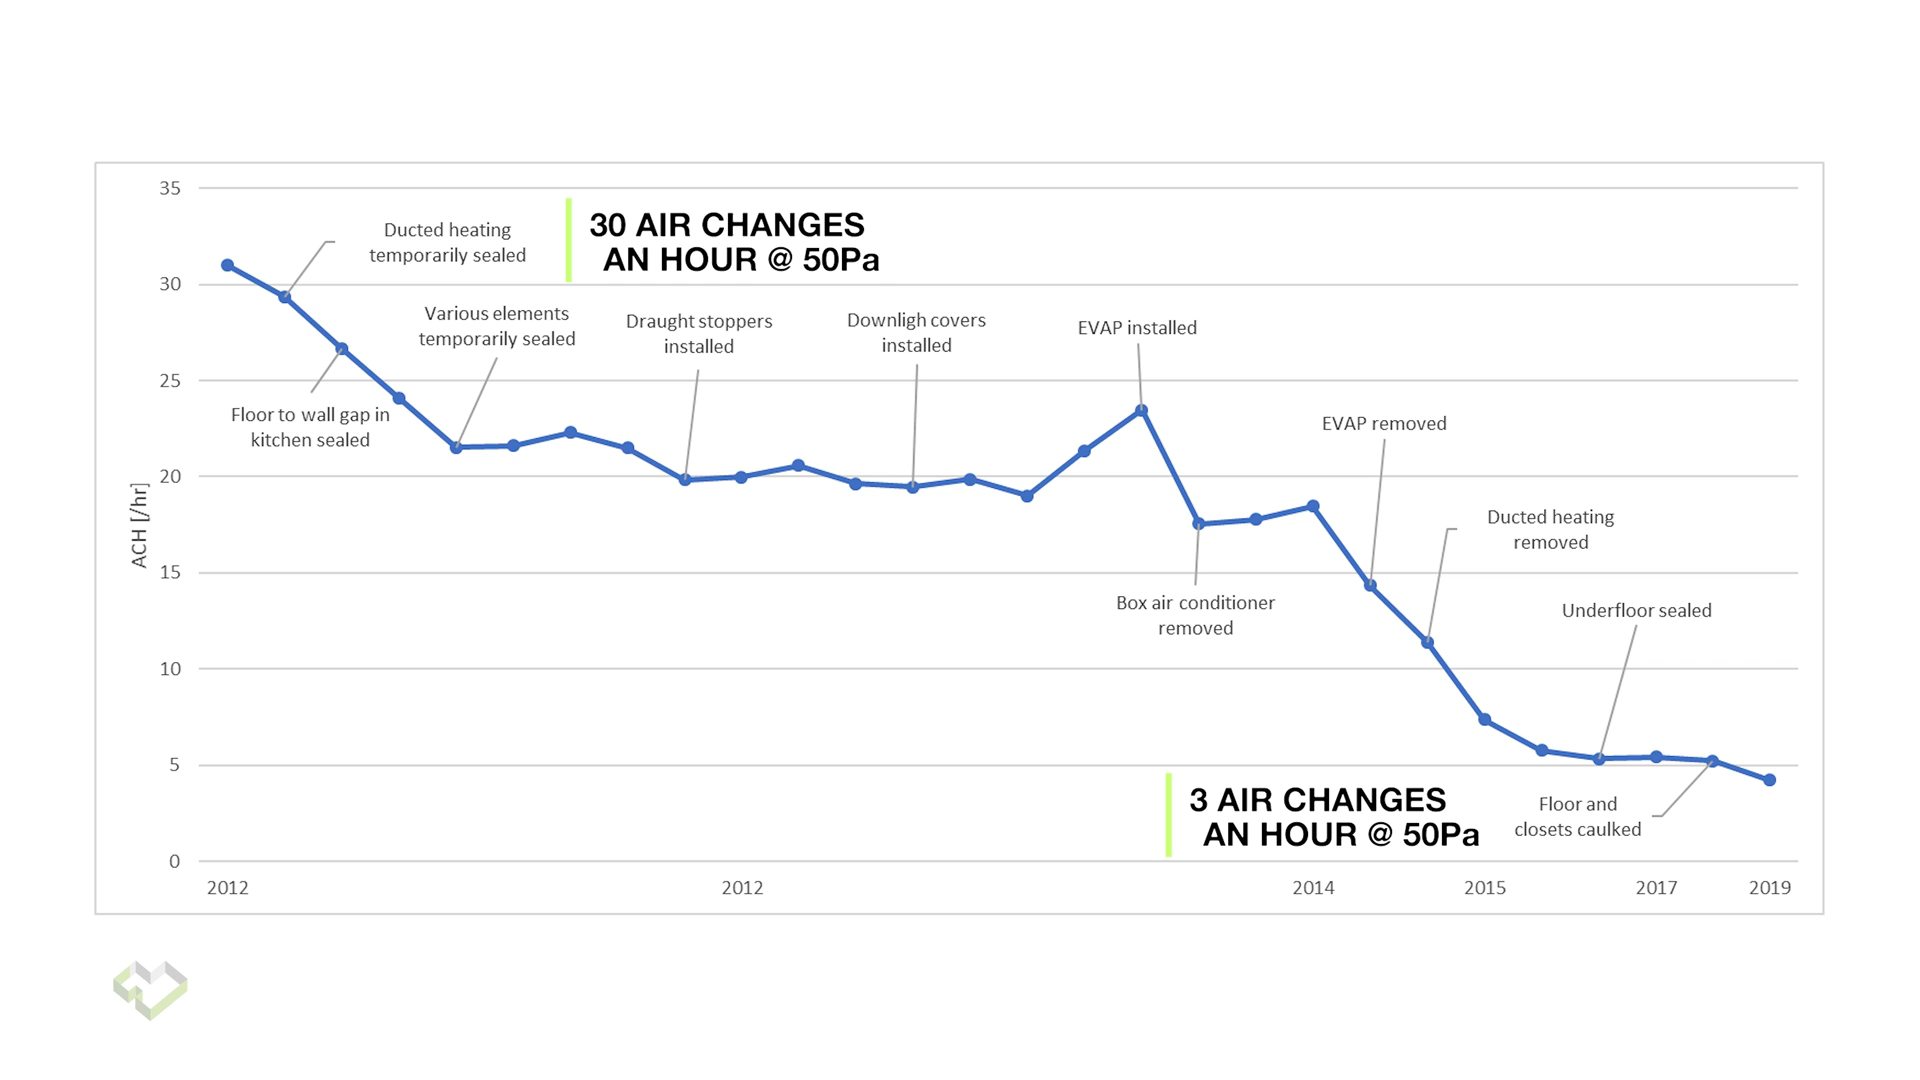 35
30
25
20
15
10
5
0
ACH [/hr]
30 AIR CHANGES
AN HOUR @ 50Pa
Ducted heating
temporarily sealed
Floor to wall gap in
kitchen sealed
Various elements
temporarily sealed
Draught stoppers
installed
Downligh covers
installed
EVAP installed
Box air conditioner
removed
EVAP removed
Ducted heating
removed
Underfloor sealed
Floor and
closets caulked
3 AIR CHANGES
AN HOUR @ 50Pa
2012
2012
2014
2015
2017
2019